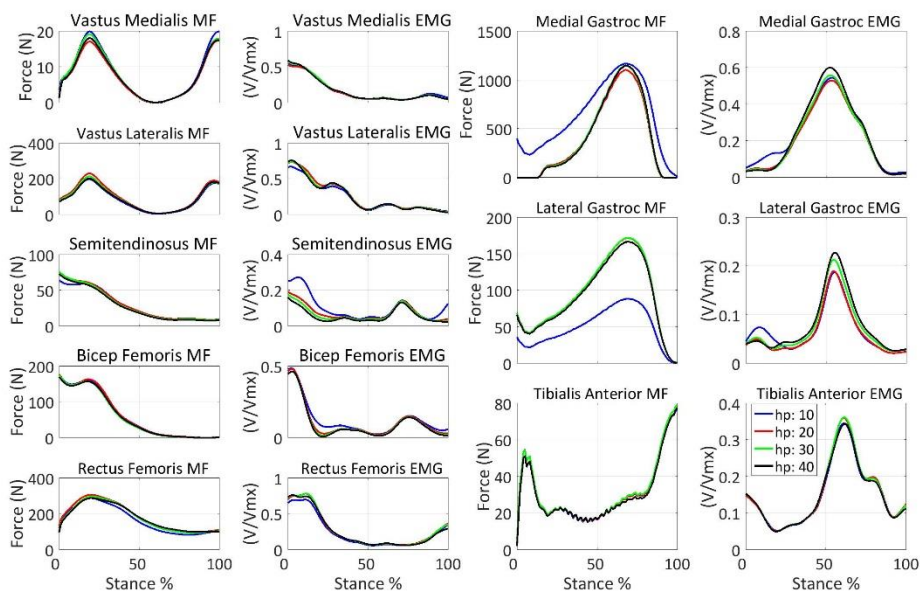 Vastus Medialis MF
Force (N)
20
10
0
Vastus Medialis EMG
(V/Vmx)
1
0.5
0
Vastus Lateralis MF
Force (N)
400
200
0
Vastus Lateralis EMG
(V/Vmx)
1
0.5
0
Semitendinosus MF
Force (N)
100
50
0
Semitendinosus EMG
(V/Vmx)
0.4
0.2
0
Bicep Femoris MF
Force (N)
200
100
0
Bicep Femoris EMG
(V/Vmx)
0.5
0
Rectus Femoris MF
Force (N)
400
200
0
0 50 100
Stance %
Rectus Femoris EMG
(V/Vmx)
1
0.5
0
0 50 100
Stance %
Medial Gastroc MF
Force (N)
1500
1000
500
0
Medial Gastroc EMG
(V/Vmx)
0.8
0.6
0.4
0.2
0
Lateral Gastroc MF
Force (N)
200
150
100
50
0
Lateral Gastroc EMG
(V/Vmx)
0.3
0.2
0.1
0
Tibialis Anterior MF
Force (N)
80
60
40
20
0
0 50 100
Stance %
Tibialis Anterior EMG
(V/Vmx)
0.4
0.3
0.2
0.1
0
hp: 10
hp: 20
hp: 30
hp: 40
0 50 100
Stance %